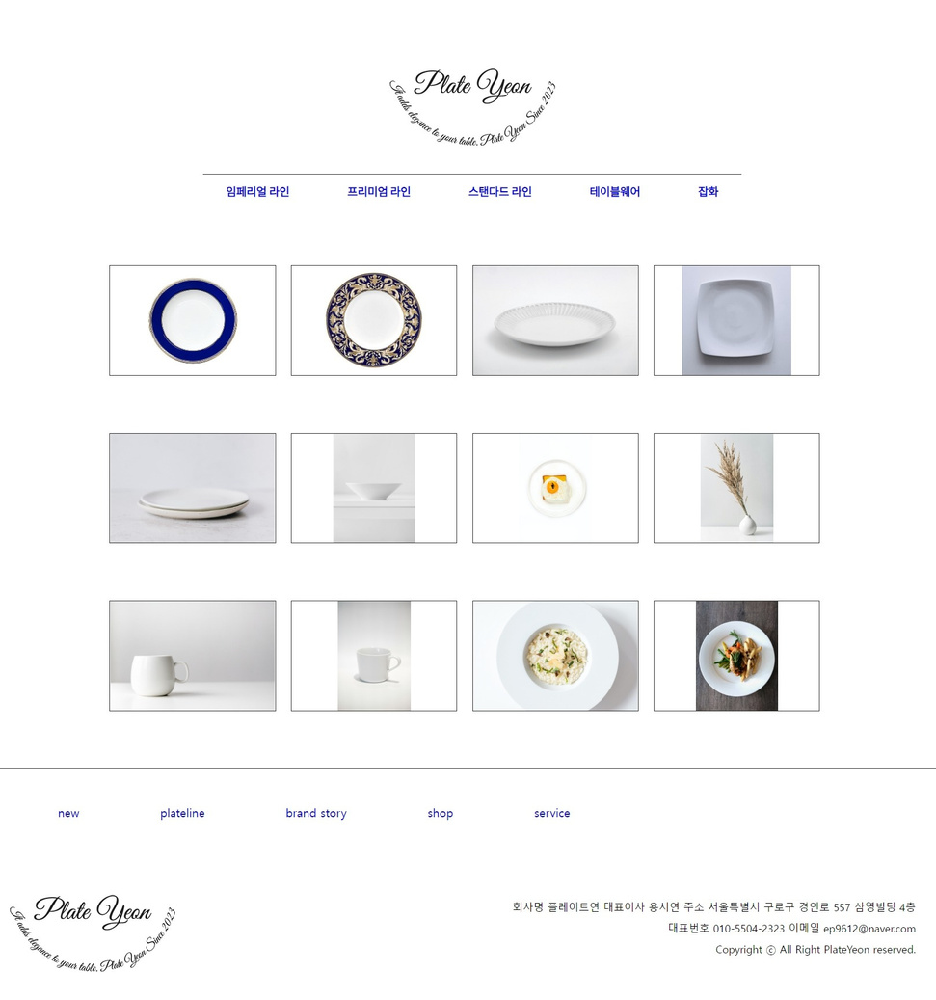 Plate Yeon
It adds elegance to your table. Plate Yeon Since 2023
임페리얼 라인 프리미엄 라인 스탠다드 라인 테이블웨어 잡화
new plateline brand story shop service
Plate Yeon
It adds elegance to your table. Plate Yeon Since 2023
회사명 플레이트연 대표이사 용시연 주소 서울특별시 구로구 경인로 557 삼영빌딩 4층
대표번호 010-5504-2323 이메일 ep9612@naver.com
Copyright ⓒ All Right PlateYeon reserved.